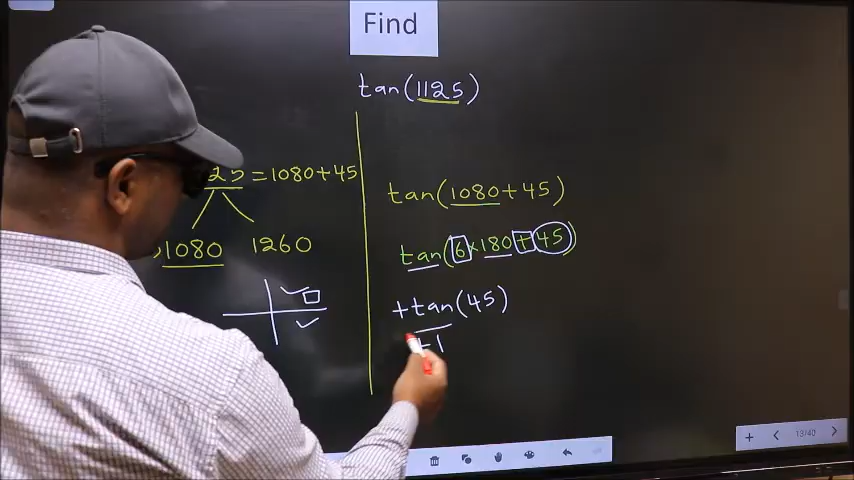 Find
tan(1125)
25 = 1080+45
1080 1260
tan(1080+45)
tan(6×180+45)
+tan(45)
+1
13/40